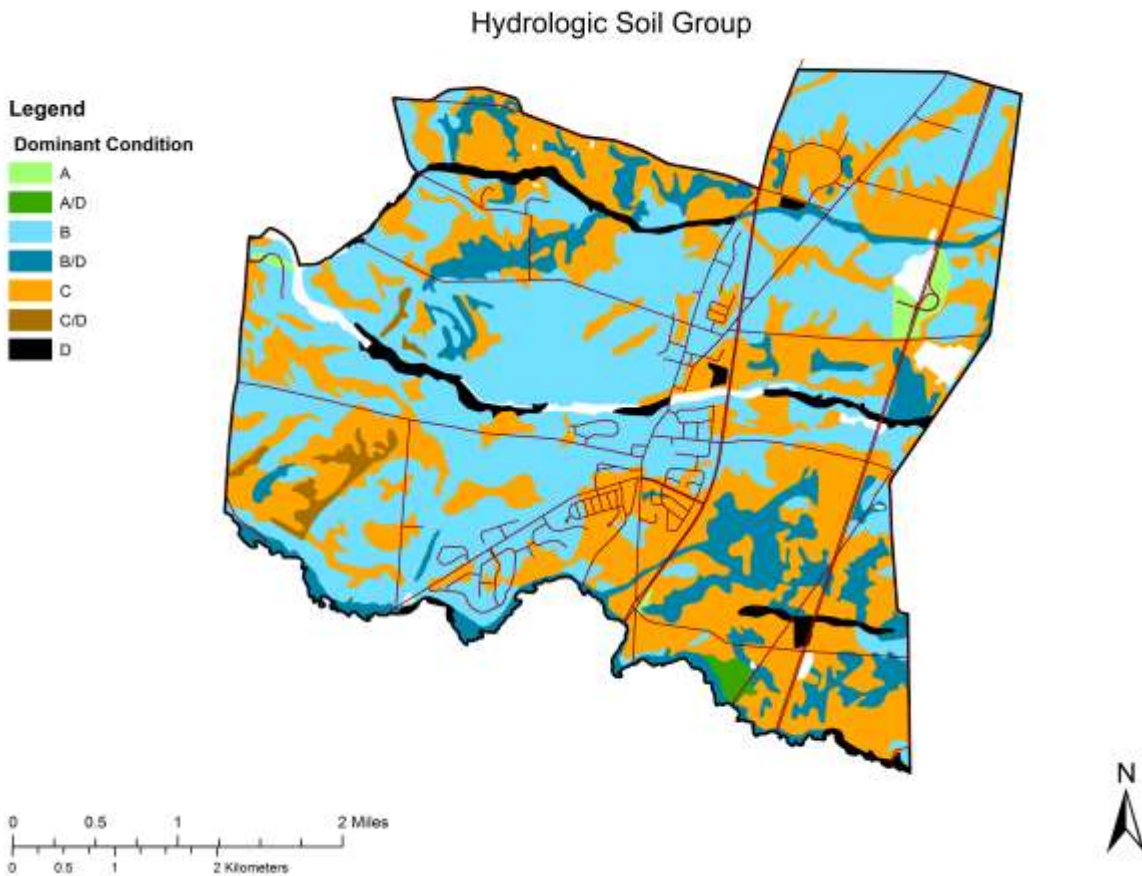 Hydrologic Soil Group
Legend
Dominant Condition
A
A/D
B
B/D
C
C/D
D
N
0 0.5 1 2 Miles
0 0.5 1 2 Kilometers